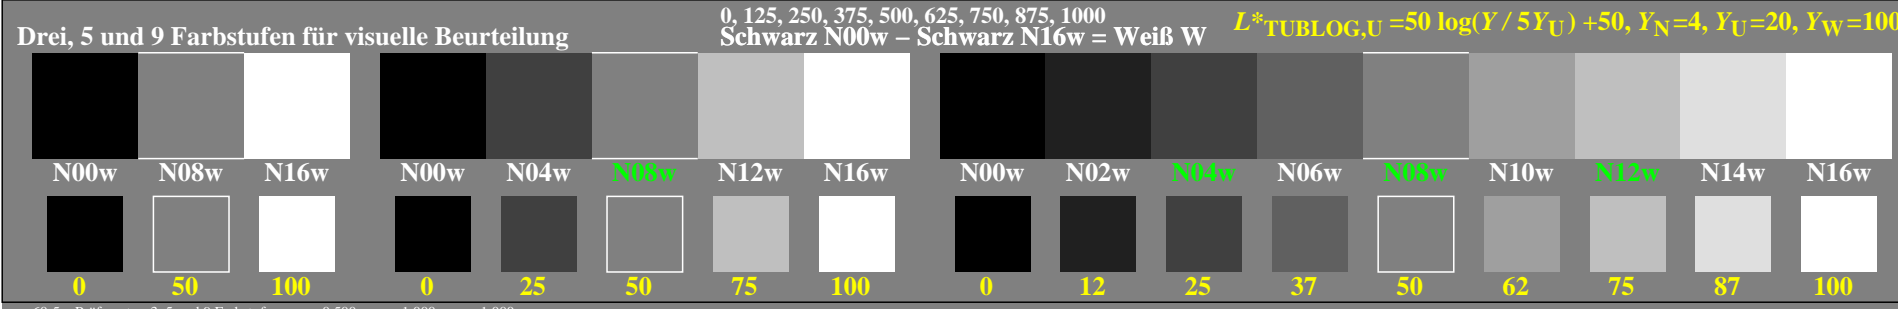 0, 125, 250, 375, 500, 625, 750, 875, 1000
Drei, 5 und 9 Farbstufen für visuelle Beurteilung
Schwarz N00w – Schwarz N16w = Weiß W
L*TUBLOG,U =50 log(Y / 5YU) +50, YN=4, YU=20, YW=100
N00w N08w N16w N00w N04w N08w N12w N16w N00w N02w N04w N06w N08w N10w N12w N14w N16w
0 50 100 0 25 50 75 100 0 12 25 37 50 62 75 87 100